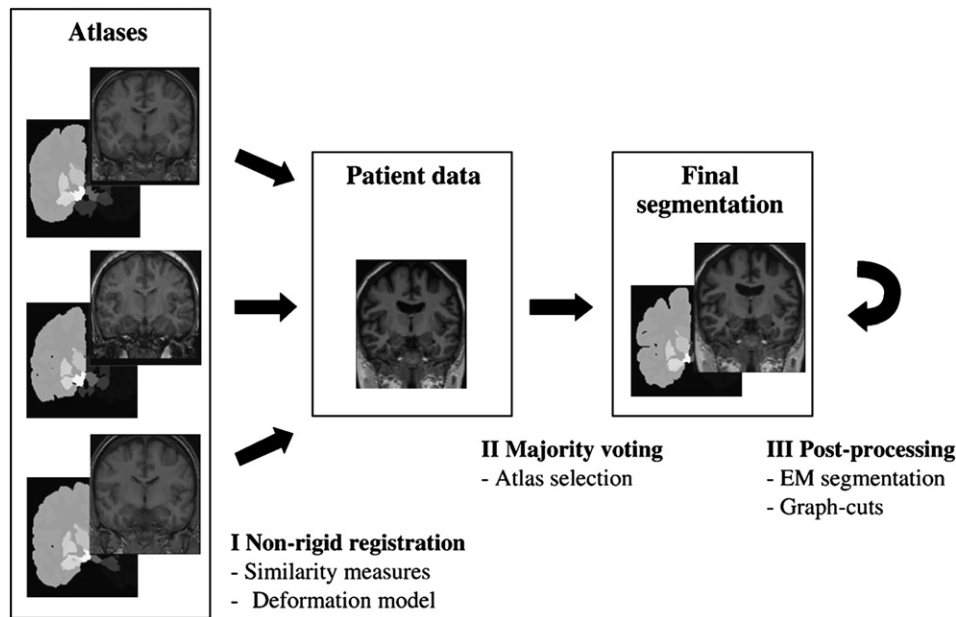 Atlases
Patient data
Final
segmentation
I Non-rigid registration
- Similarity measures
- Deformation model
II Majority voting
- Atlas selection
III Post-processing
- EM segmentation
- Graph-cuts